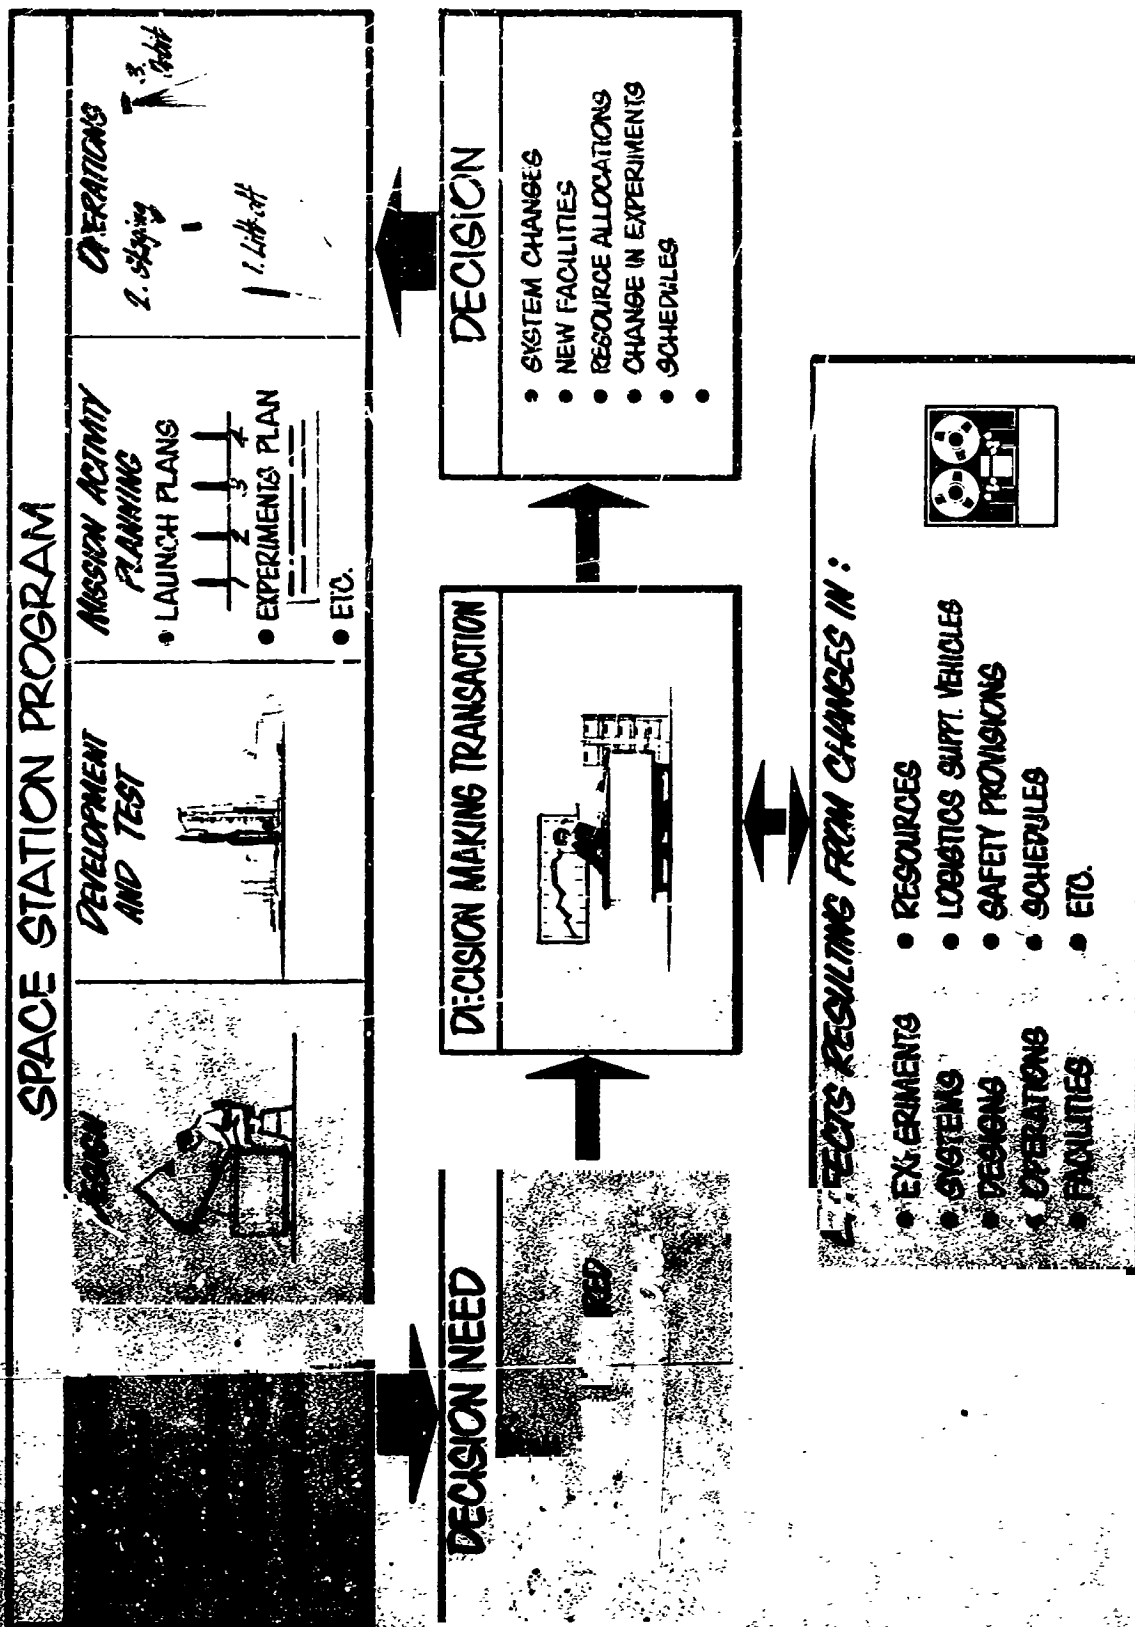 SPACE STATION PROGRAM
DESIGN
DEVELOPMENT
AND TEST
MISSION ACTIVITY
PLANNING
• LAUNCH PLANS
1 2 3 4
• EXPERIMENTS PLAN
• ETC.
OPERATIONS
2. Staging
3. Orbit
1. Lift-off
DECISION NEED
DECISION MAKING TRANSACTION
DECISION
• SYSTEM CHANGES
• NEW FACILITIES
• RESOURCE ALLOCATIONS
• CHANGE IN EXPERIMENTS
• SCHEDULES
•
EFFECTS RESULTING FROM CHANGES IN :
• EXPERIMENTS
• SYSTEMS
• DESIGNS
• OPERATIONS
• FACILITIES
• RESOURCES
• LOGISTICS SUPPT. VEHICLES
• SAFETY PROVISIONS
• SCHEDULES
• ETC.